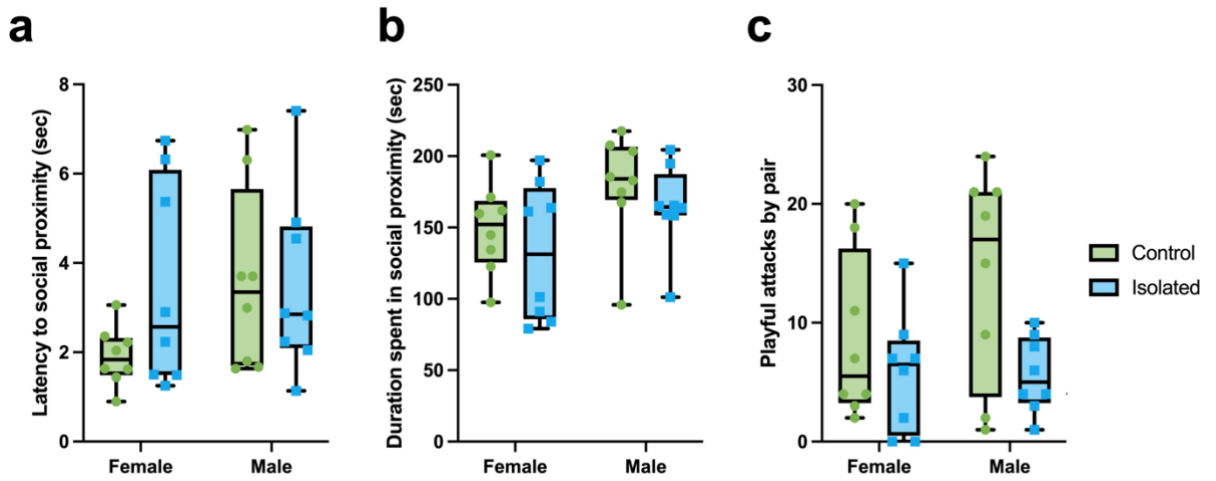 a
b
c
Latency to social proximity (sec)
8
6
4
2
0
Female
Male
Duration spent in social proximity (sec)
250
200
150
100
50
0
Female
Male
Playful attacks by pair
30
20
10
0
Female
Male
Control
Isolated